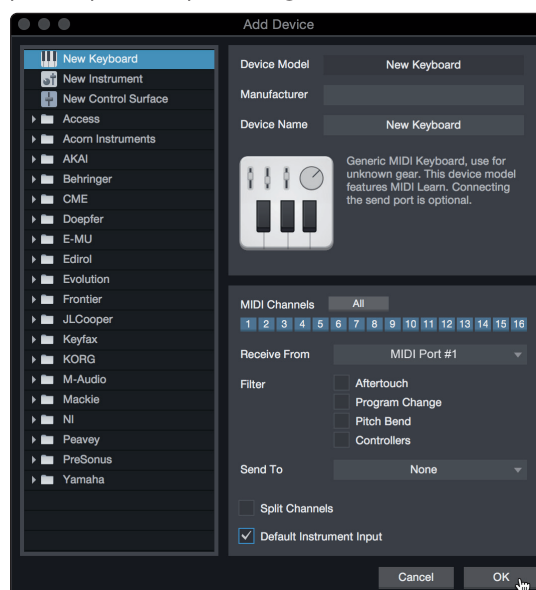 Add Device
New Keyboard
New Instrument
New Control Surface
Access
Acorn Instruments
AKAI
Behringer
CME
Doepfer
E-MU
Edirol
Evolution
Frontier
JLCooper
Keyfax
KORG
M-Audio
Mackie
NI
Peavey
PreSonus
Yamaha
Device Model New Keyboard
Manufacturer
Device Name New Keyboard
Generic MIDI Keyboard, use for
unknown gear. This device model
features MIDI Learn. Connecting
the send port is optional.
MIDI Channels All
1 2 3 4 5 6 7 8 9 10 11 12 13 14 15 16
Receive From MIDI Port #1
Filter Aftertouch
Program Change
Pitch Bend
Controllers
Send To None
Split Channels
Default Instrument Input
Cancel OK